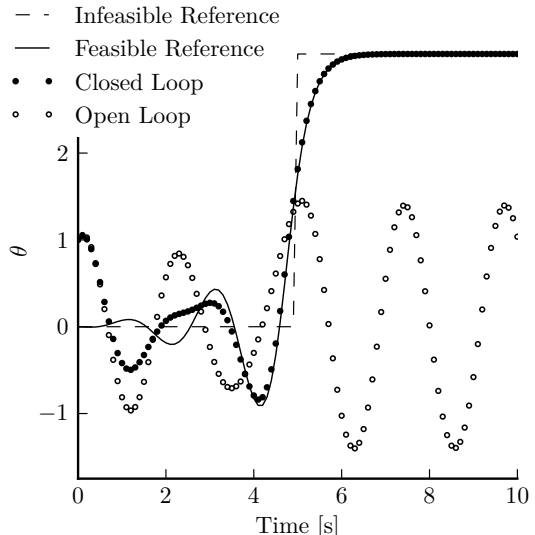 Infeasible Reference
Feasible Reference
Closed Loop
Open Loop
2
1
0
−1
θ
0 2 4 6 8 10
Time [s]